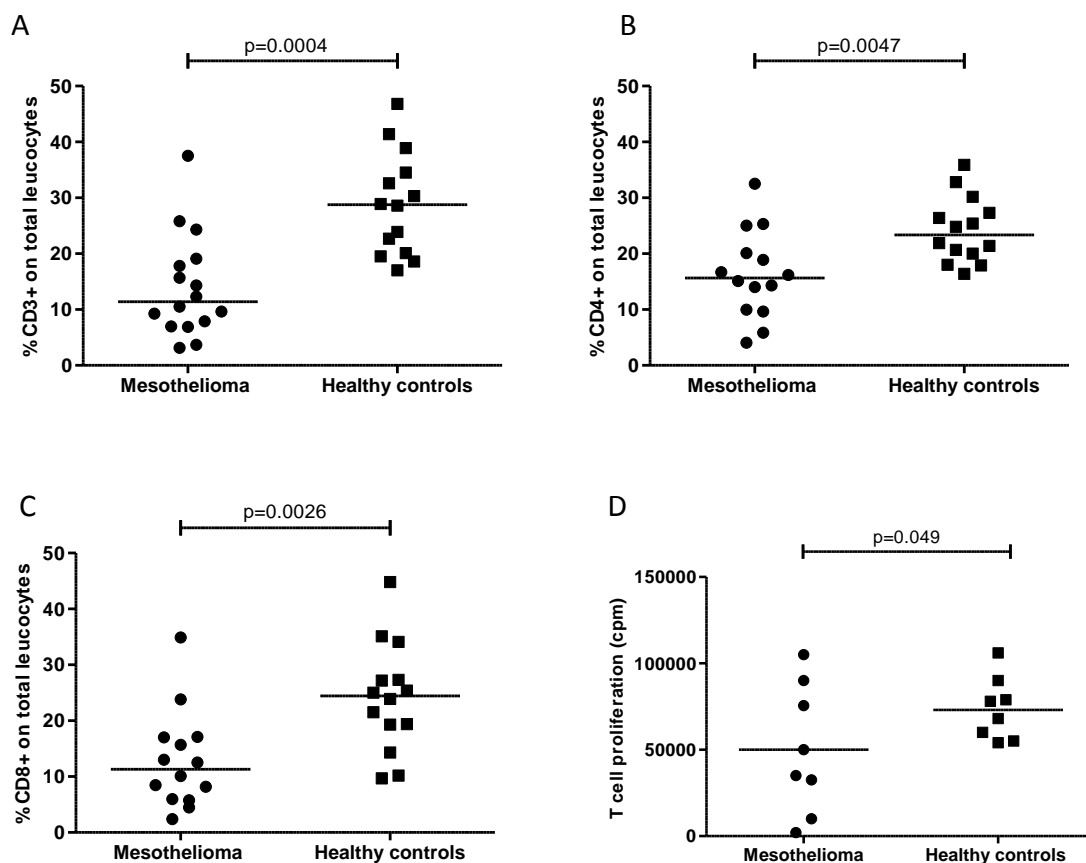 A
p=0.0004
%CD3+ on total leucocytes
50
40
30
20
10
0
Mesothelioma
Healthy controls
B
p=0.0047
%CD4+ on total leucocytes
50
40
30
20
10
0
Mesothelioma
Healthy controls
C
p=0.0026
%CD8+ on total leucocytes
50
40
30
20
10
0
Mesothelioma
Healthy controls
D
p=0.049
T cell proliferation (cpm)
150000
100000
50000
0
Mesothelioma
Healthy controls